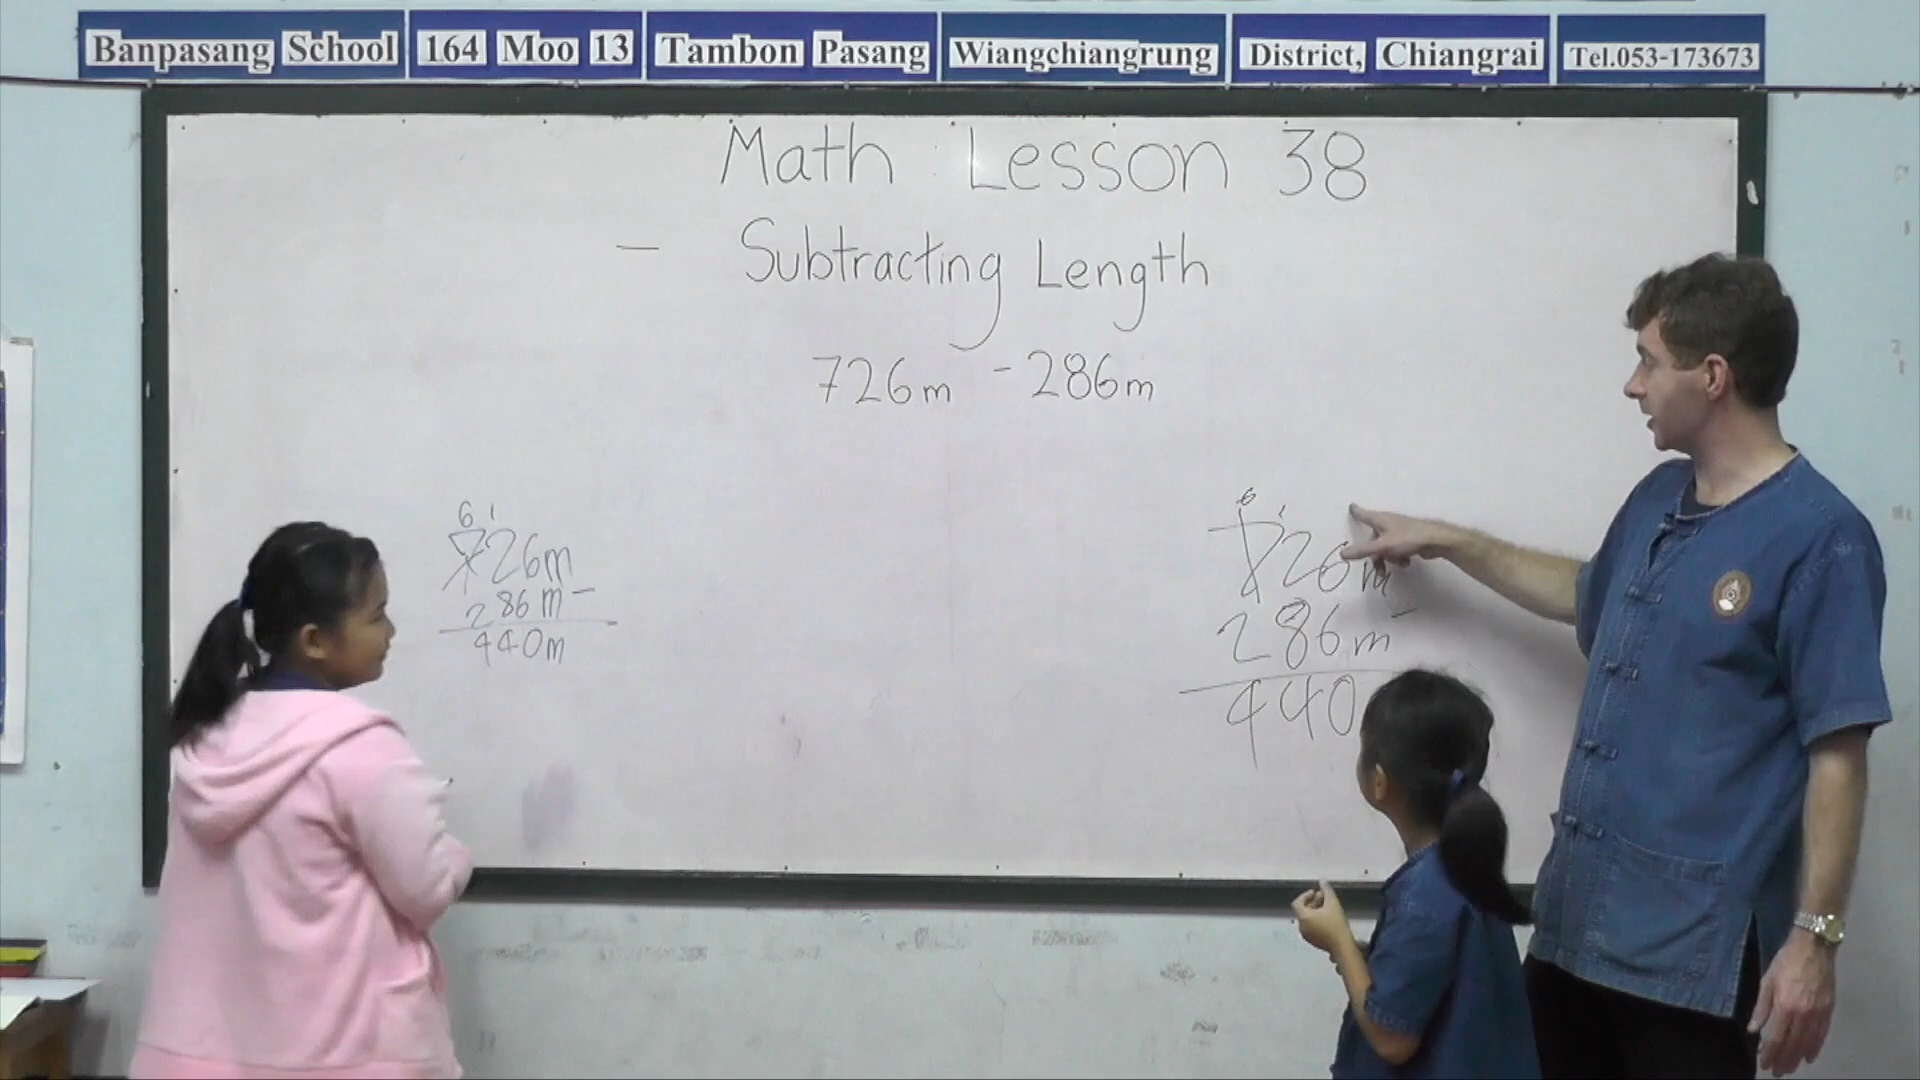 Banpasang School 164 Moo 13 Tambon Pasang Wiangchiangrung District, Chiangrai Tel.053-173673
Math Lesson 38
- Subtracting Length
726m - 286m
6 1
726m
286m -
440m
6 1
726m
286m -
440